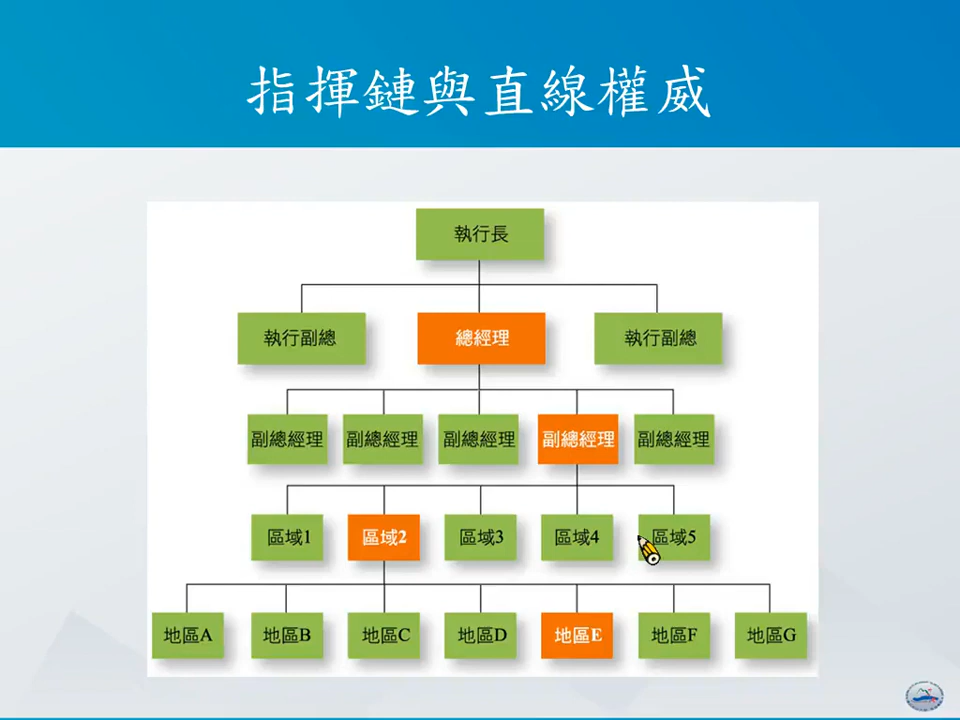 指揮鏈與直線權威
執行長
執行副總 總經理 執行副總
副總經理 副總經理 副總經理 副總經理 副總經理
區域1 區域2 區域3 區域4 區域5
地區A 地區B 地區C 地區D 地區E 地區F 地區G